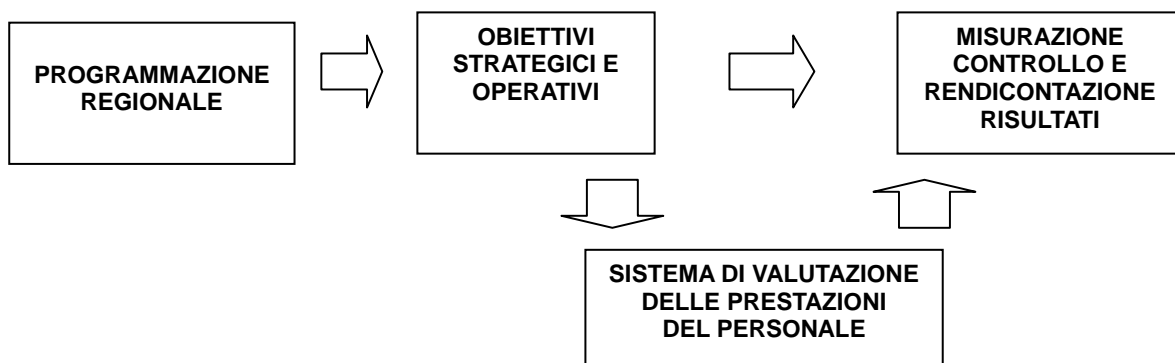 PROGRAMMAZIONE
REGIONALE
OBIETTIVI
STRATEGICI E
OPERATIVI
MISURAZIONE
CONTROLLO E
RENDICONTAZIONE
RISULTATI
SISTEMA DI VALUTAZIONE
DELLE PRESTAZIONI
DEL PERSONALE